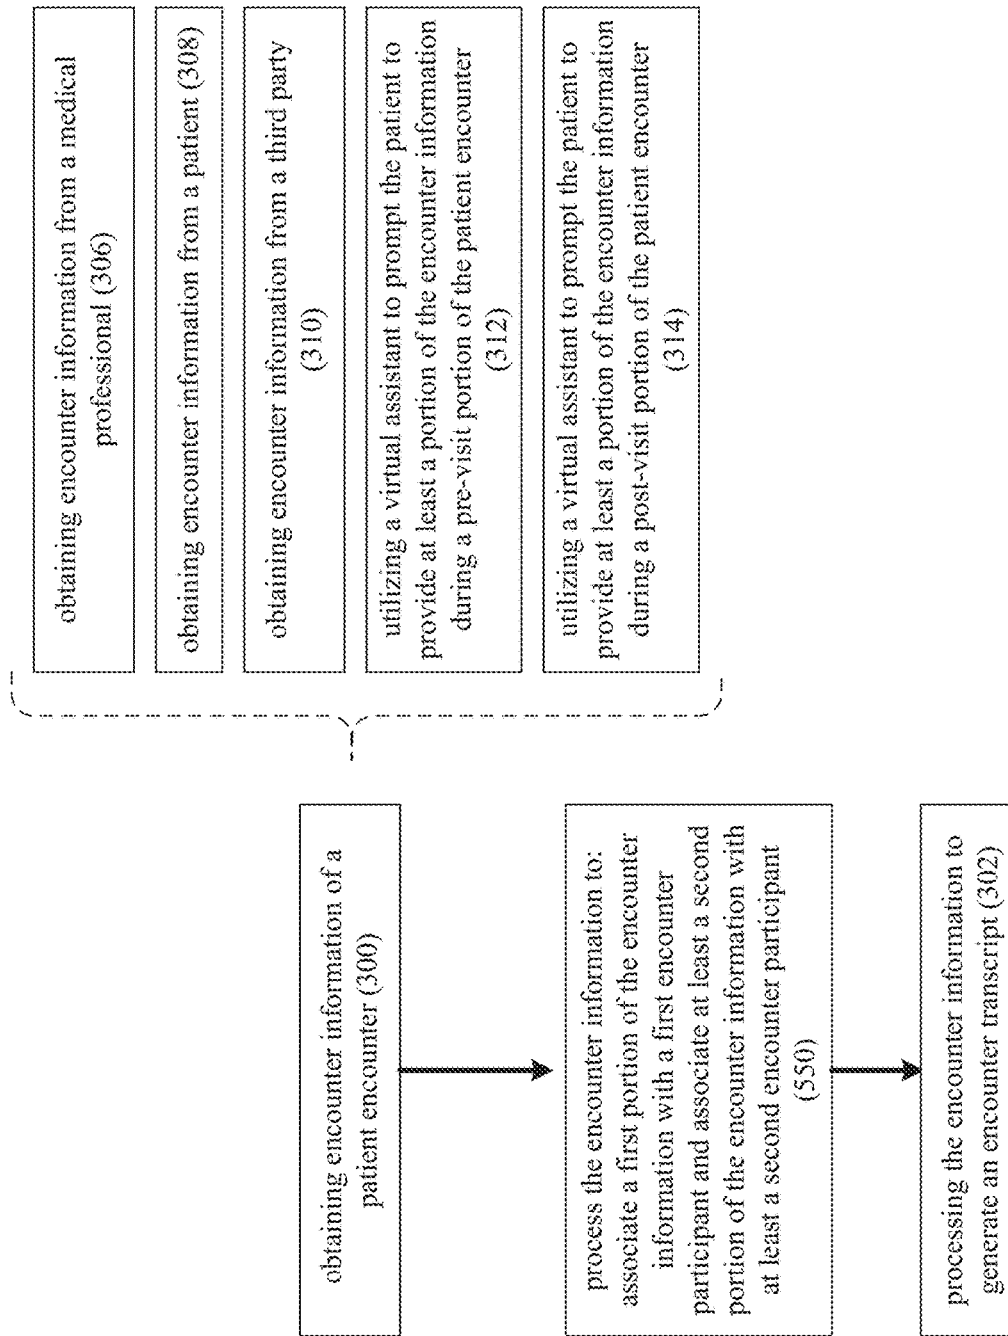 obtaining encounter information of a
patient encounter (300)
process the encounter information to:
associate a first portion of the encounter
information with a first encounter
participant and associate at least a second
portion of the encounter information with
at least a second encounter participant
(550)
processing the encounter information to
generate an encounter transcript (302)
obtaining encounter information from a medical
professional (306)
obtaining encounter information from a patient (308)
obtaining encounter information from a third party
(310)
utilizing a virtual assistant to prompt the patient to
provide at least a portion of the encounter information
during a pre-visit portion of the patient encounter
(312)
utilizing a virtual assistant to prompt the patient to
provide at least a portion of the encounter information
during a post-visit portion of the patient encounter
(314)